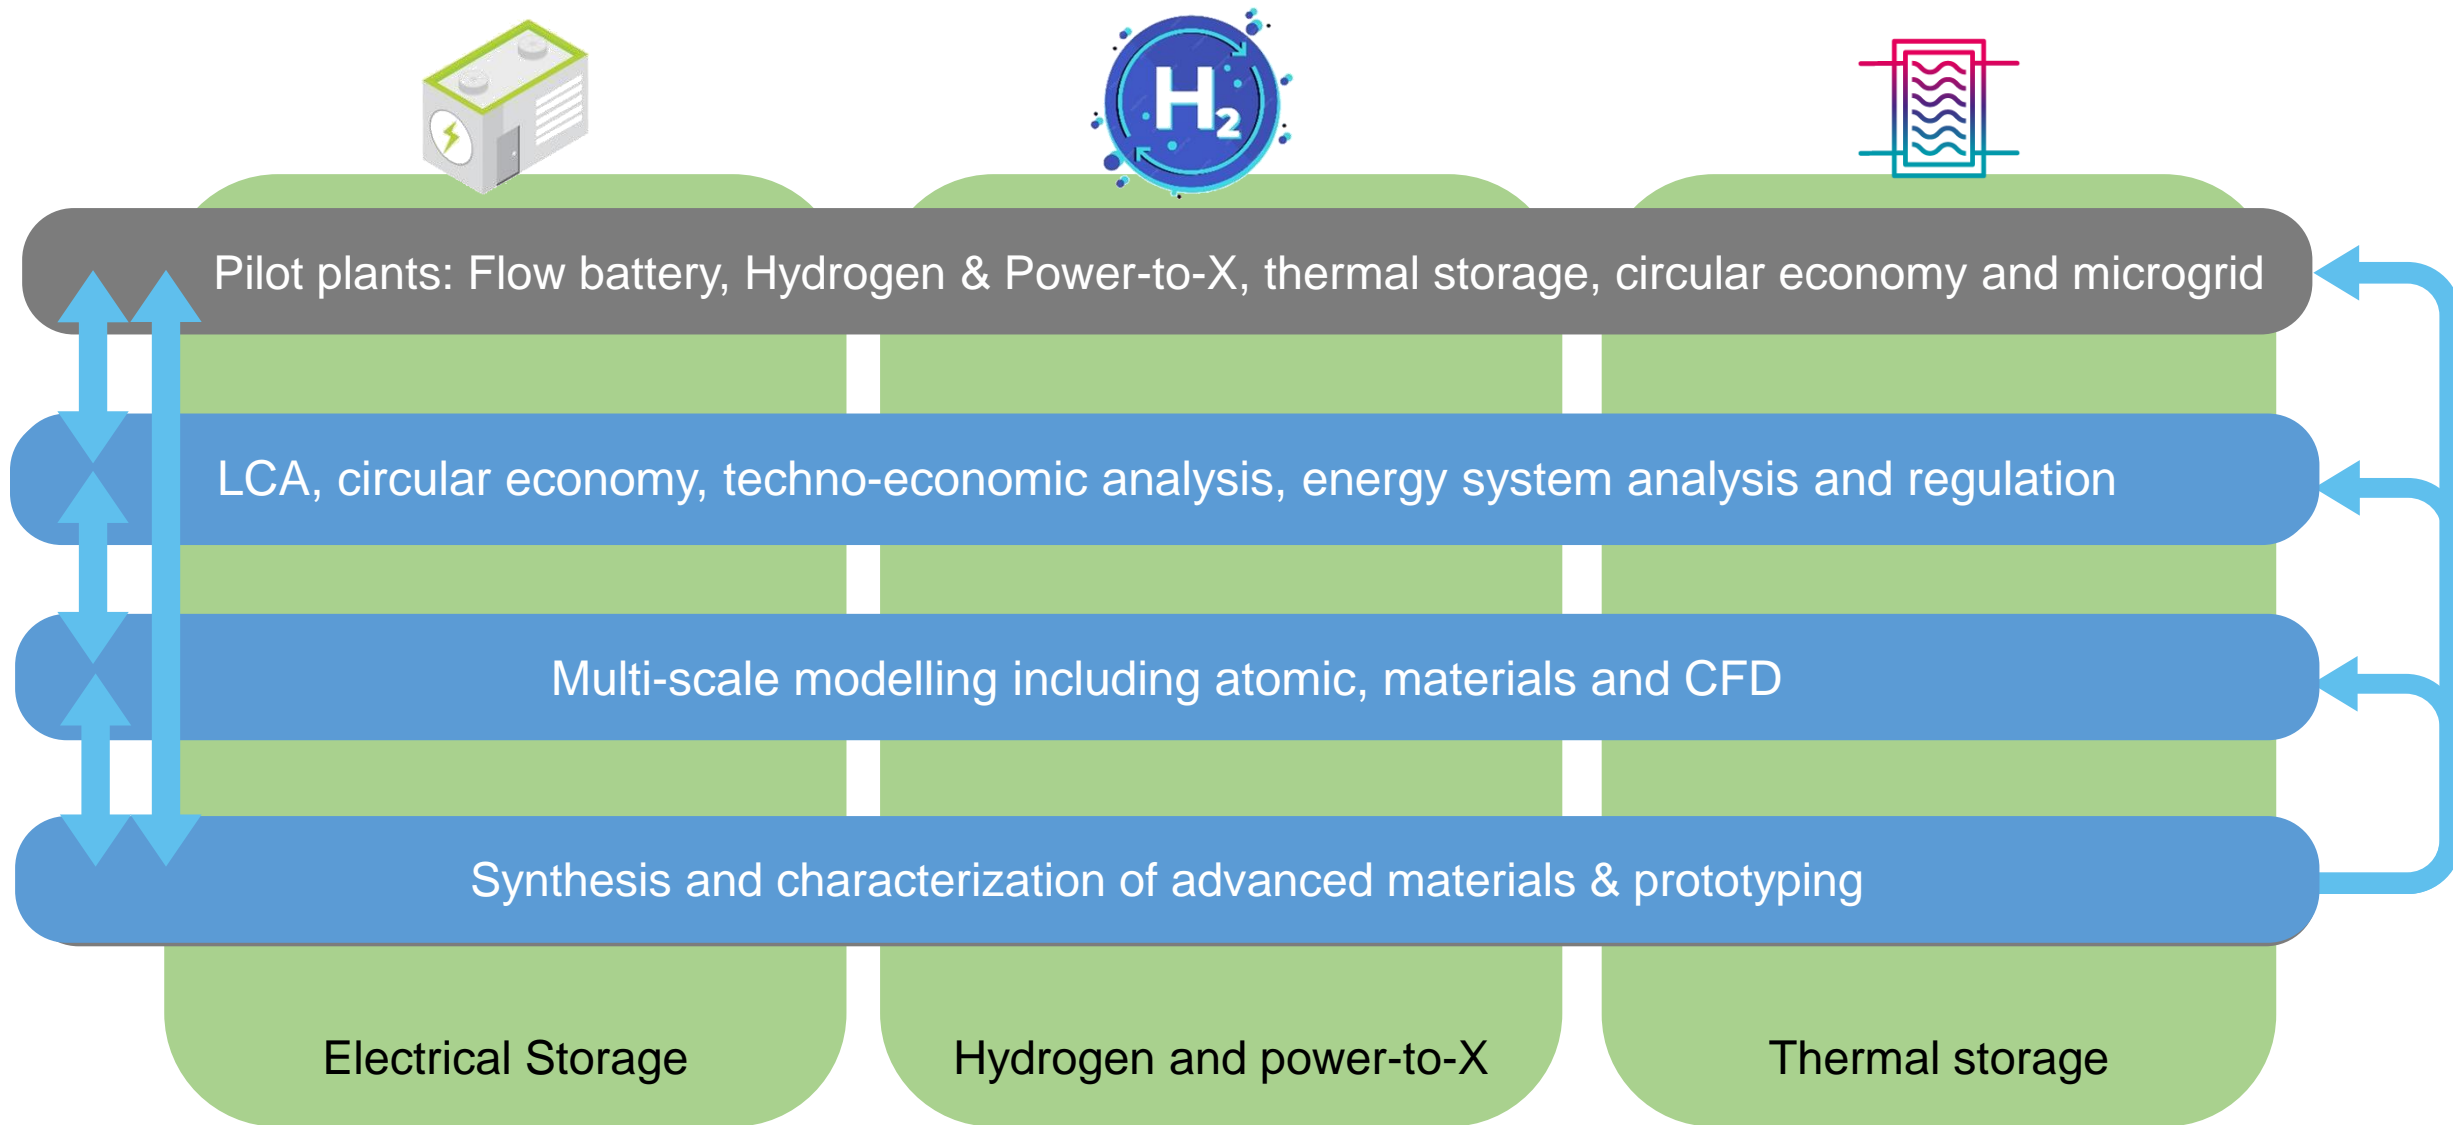 H2
Pilot plants: Flow battery, Hydrogen & Power-to-X, thermal storage, circular economy and microgrid
LCA, circular economy, techno-economic analysis, energy system analysis and regulation
Multi-scale modelling including atomic, materials and CFD
Synthesis and characterization of advanced materials & prototyping
Electrical Storage
Hydrogen and power-to-X
Thermal storage